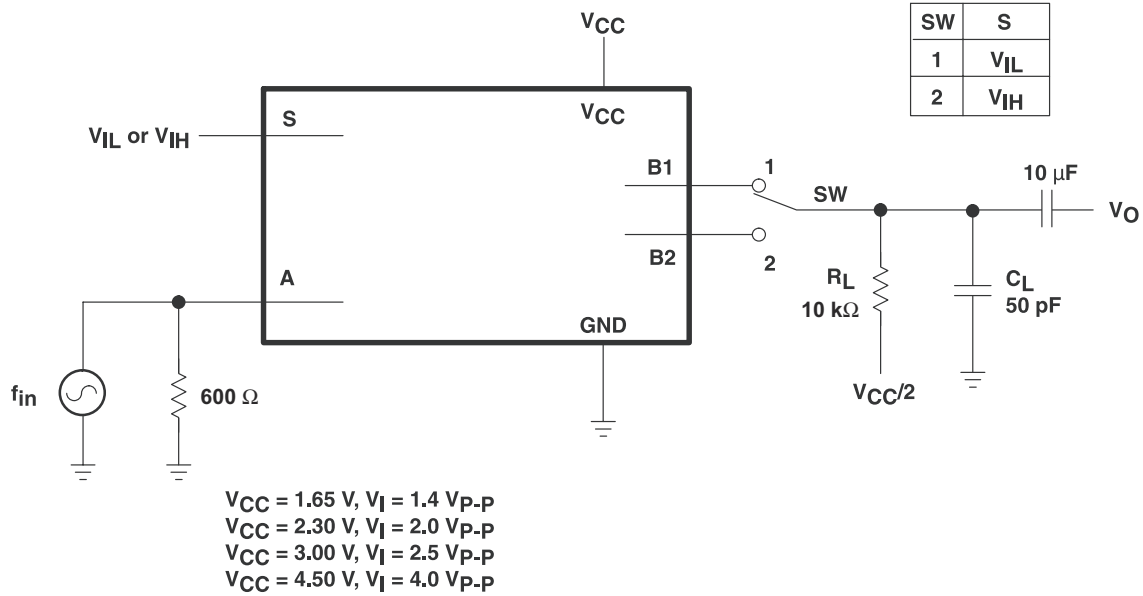 VCC
SW S
1 VIL
2 VIH
VCC
S
VIL or VIH
B1
1
SW
10 μF
VO
B2
2
A
RL
10 kΩ
CL
50 pF
GND
fin
600 Ω
VCC/2
VCC = 1.65 V, VI = 1.4 VP-P
VCC = 2.30 V, VI = 2.0 VP-P
VCC = 3.00 V, VI = 2.5 VP-P
VCC = 4.50 V, VI = 4.0 VP-P